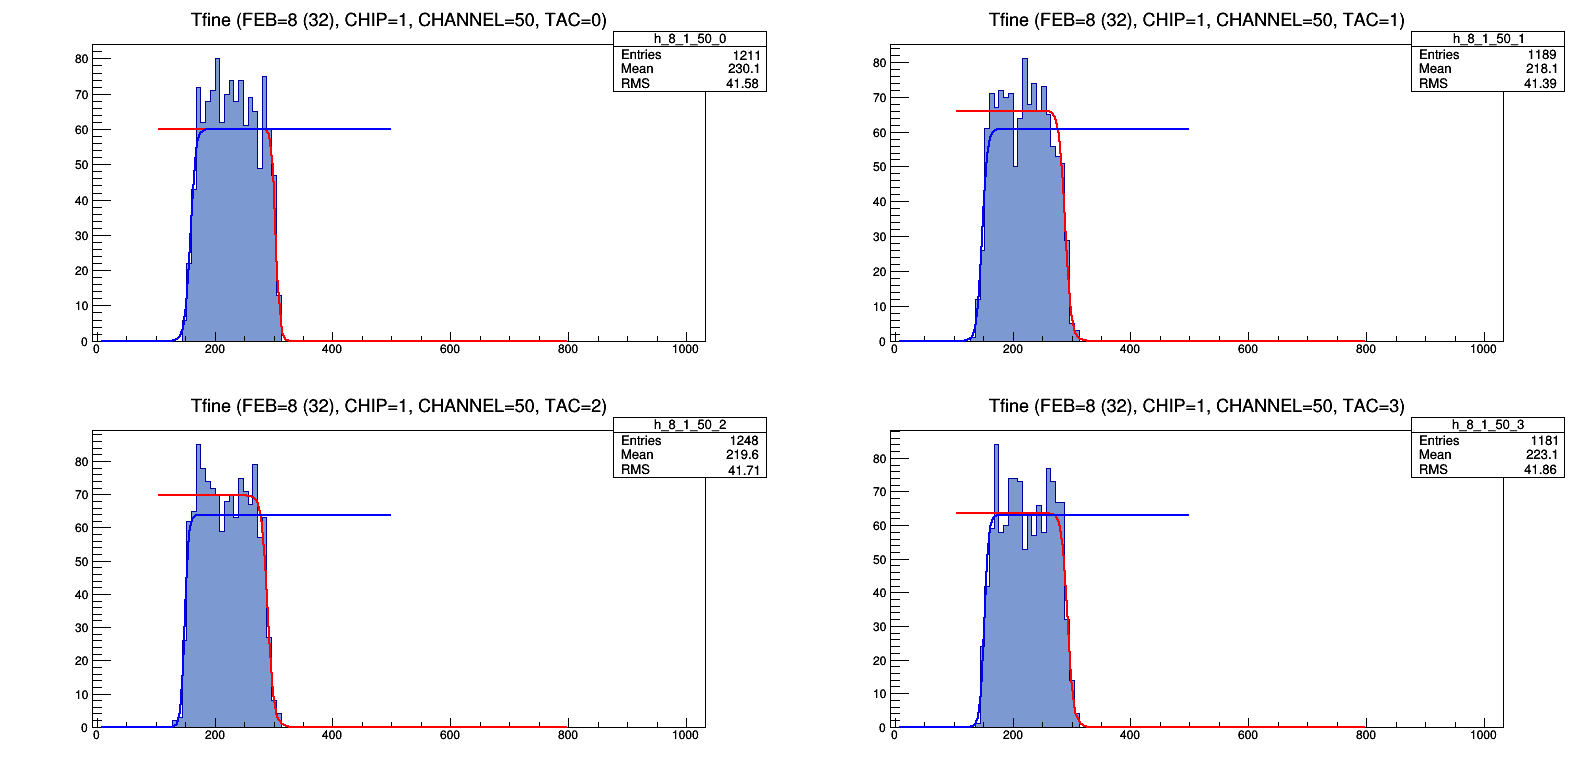 Tfine (FEB=8 (32), CHIP=1, CHANNEL=50, TAC=0)
h_8_1_50_0
Entries 1211
Mean 230.1
RMS 41.58
80
70
60
50
40
30
20
10
0
0 200 400 600 800 1000
Tfine (FEB=8 (32), CHIP=1, CHANNEL=50, TAC=1)
h_8_1_50_1
Entries 1189
Mean 218.1
RMS 41.39
80
70
60
50
40
30
20
10
0
0 200 400 600 800 1000
Tfine (FEB=8 (32), CHIP=1, CHANNEL=50, TAC=2)
h_8_1_50_2
Entries 1248
Mean 219.6
RMS 41.71
80
70
60
50
40
30
20
10
0
0 200 400 600 800 1000
Tfine (FEB=8 (32), CHIP=1, CHANNEL=50, TAC=3)
h_8_1_50_3
Entries 1181
Mean 223.1
RMS 41.86
80
70
60
50
40
30
20
10
0
0 200 400 600 800 1000